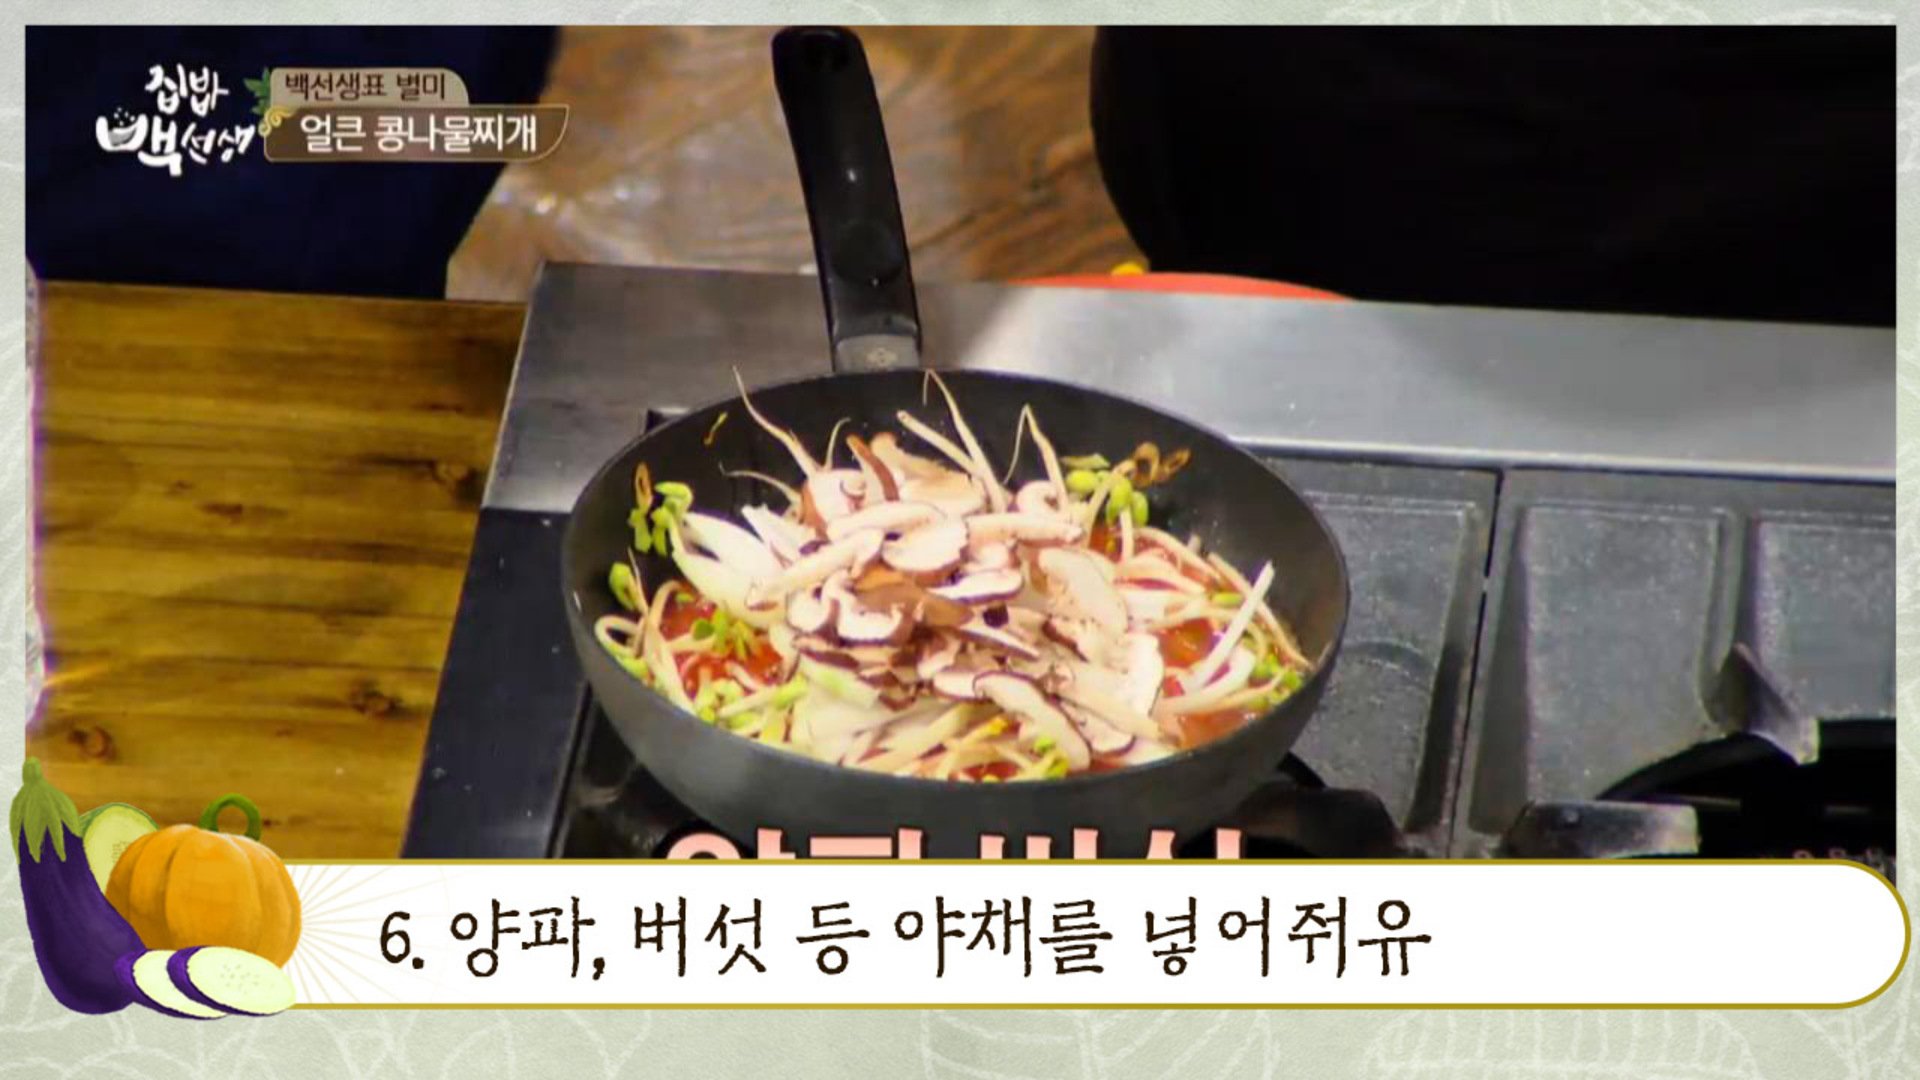 집밥
백선생
백선생표 별미
얼큰 콩나물찌개
6. 양파, 버섯 등 야채를 넣어줘유